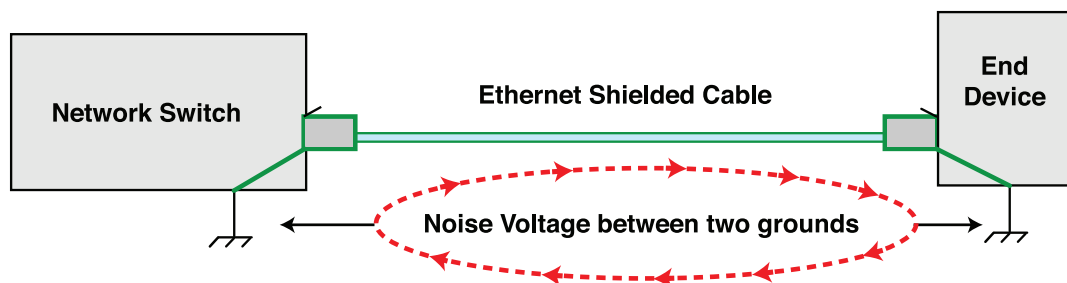 Network Switch
Ethernet Shielded Cable
End
Device
Noise Voltage between two grounds